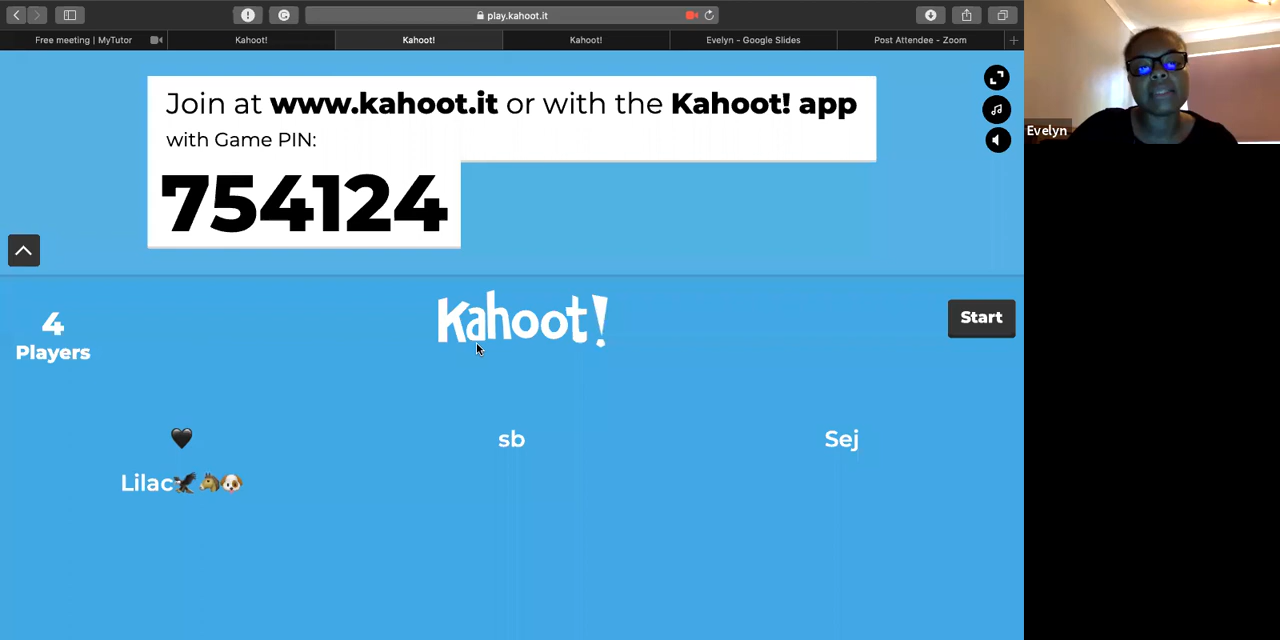 play.kahoot.it
Free meeting | MyTutor
Kahoot!
Kahoot!
Kahoot!
Evelyn - Google Slides
Post Attendee - Zoom
Join at www.kahoot.it or with the Kahoot! app
with Game PIN:
754124
Evelyn
4
Players
Kahoot!
Start
🖤
sb
Sej
Lilac🦅🐴🐶